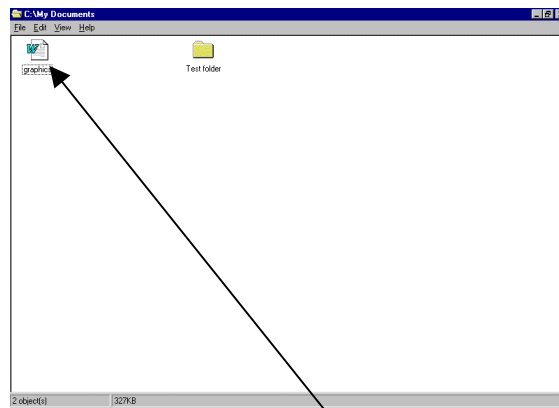 C:\My Documents
File Edit View Help
graphics
Test folder
2 object(s) 327KB